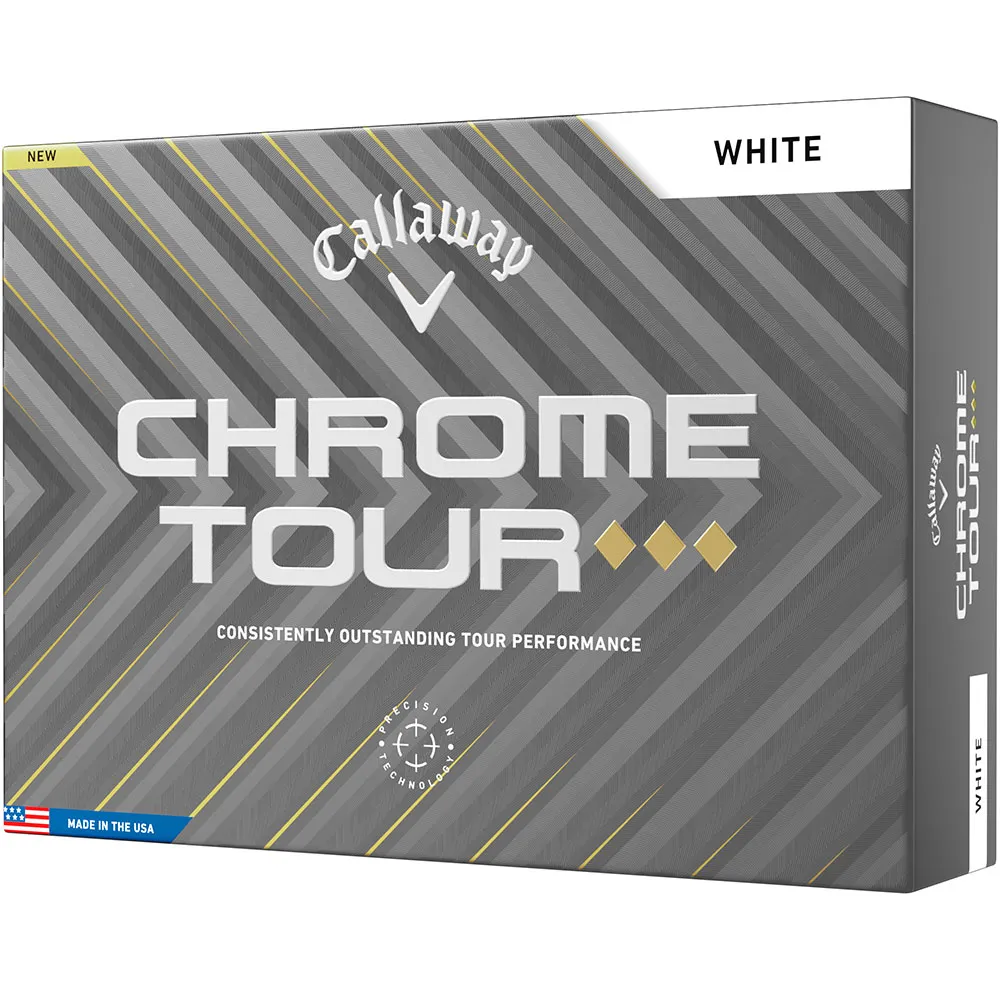 NEW
WHITE
Callaway
CHROME
TOUR
CONSISTENTLY OUTSTANDING TOUR PERFORMANCE
PRECISION
TECHNOLOGY
MADE IN THE USA
Callaway
CHROME
TOUR
WHITE